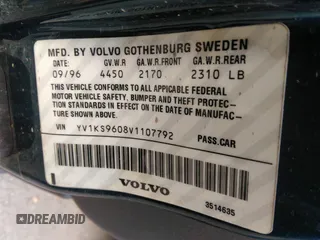 MFD. BY VOLVO GOTHENBURG SWEDEN
DATE: GV.W.R GA.W.R.FRONT GA.W.R.REAR
09/96 4450 2170 2310 LB
THIS VEHICLE CONFORMS TO ALL APPLICABLE FEDERAL
MOTOR VEHICLE SAFETY, BUMPER AND THEFT PROTEC-
TION STANDARDS IN EFFECT ON THE DATE OF MANUFAC-
TURE SHOWN ABOVE.
VIN YV1KS9608V1107792 PASS.CAR
VOLVO
3514635
DREAMBID